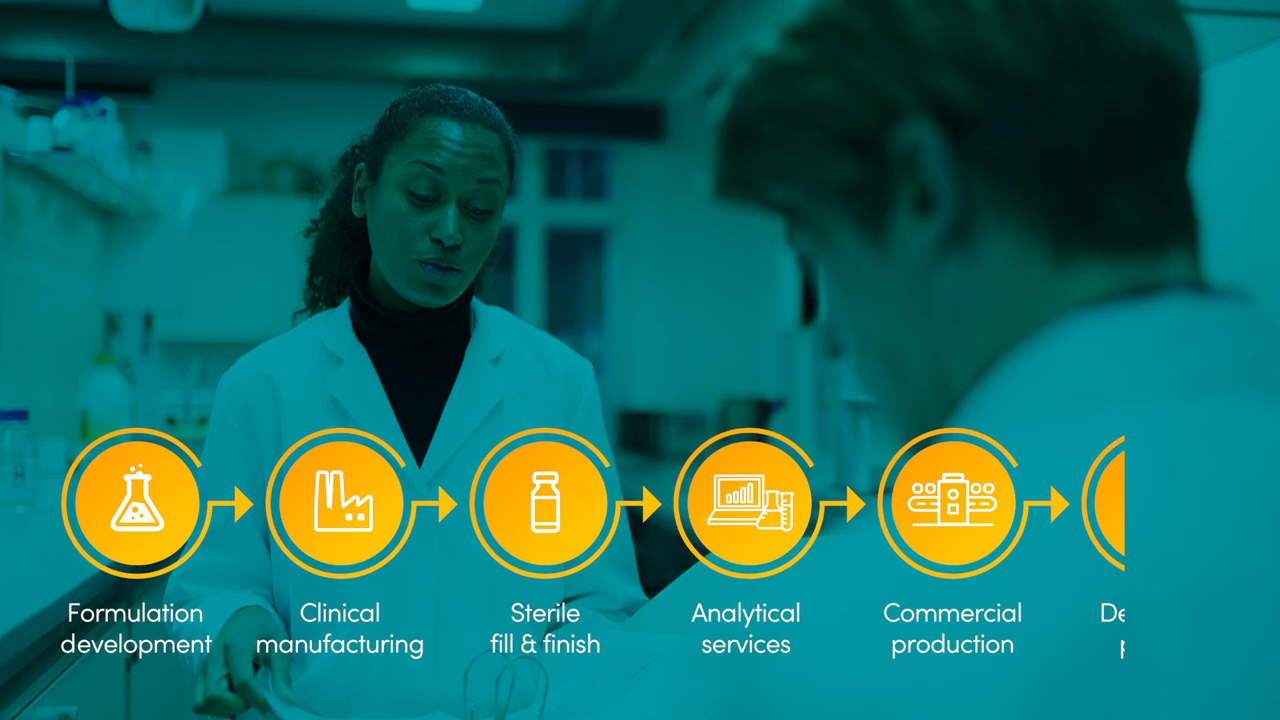 Formulation
development
Clinical
manufacturing
Sterile
fill & finish
Analytical
services
Commercial
production